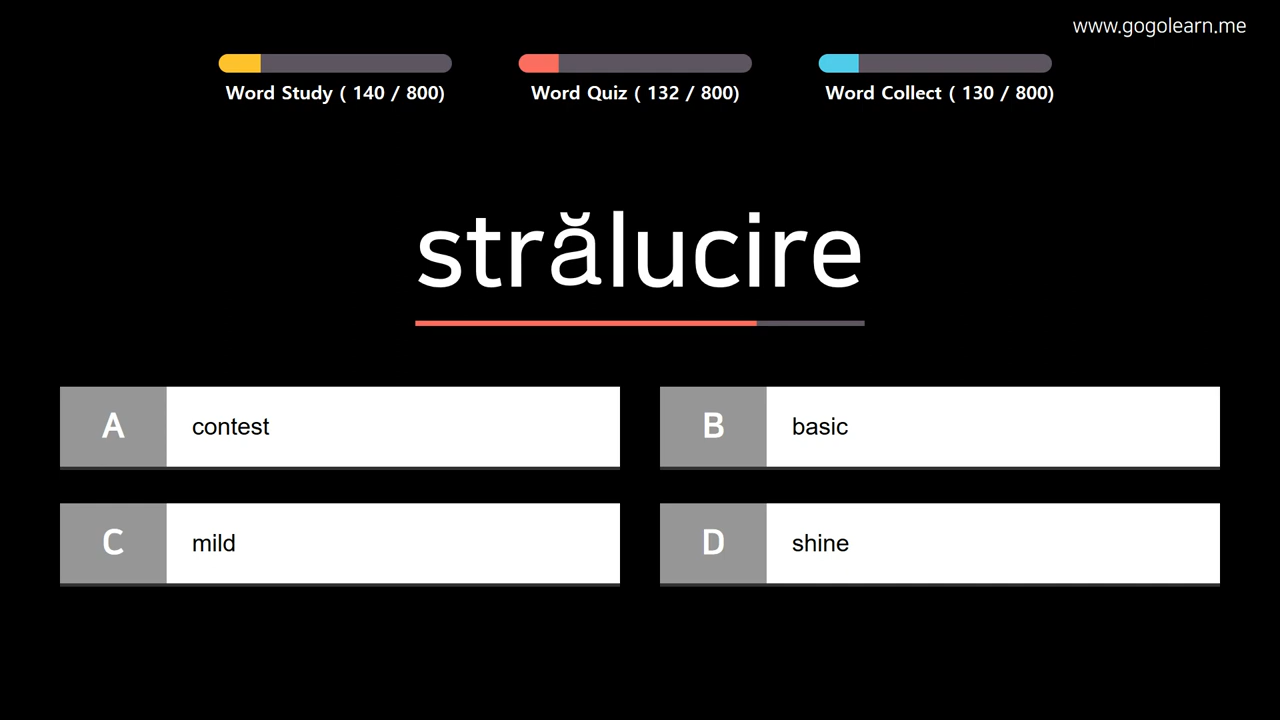 www.gogolearn.me
Word Study ( 140 / 800)
Word Quiz ( 132 / 800)
Word Collect ( 130 / 800)
strălucire
A contest
B basic
C mild
D shine